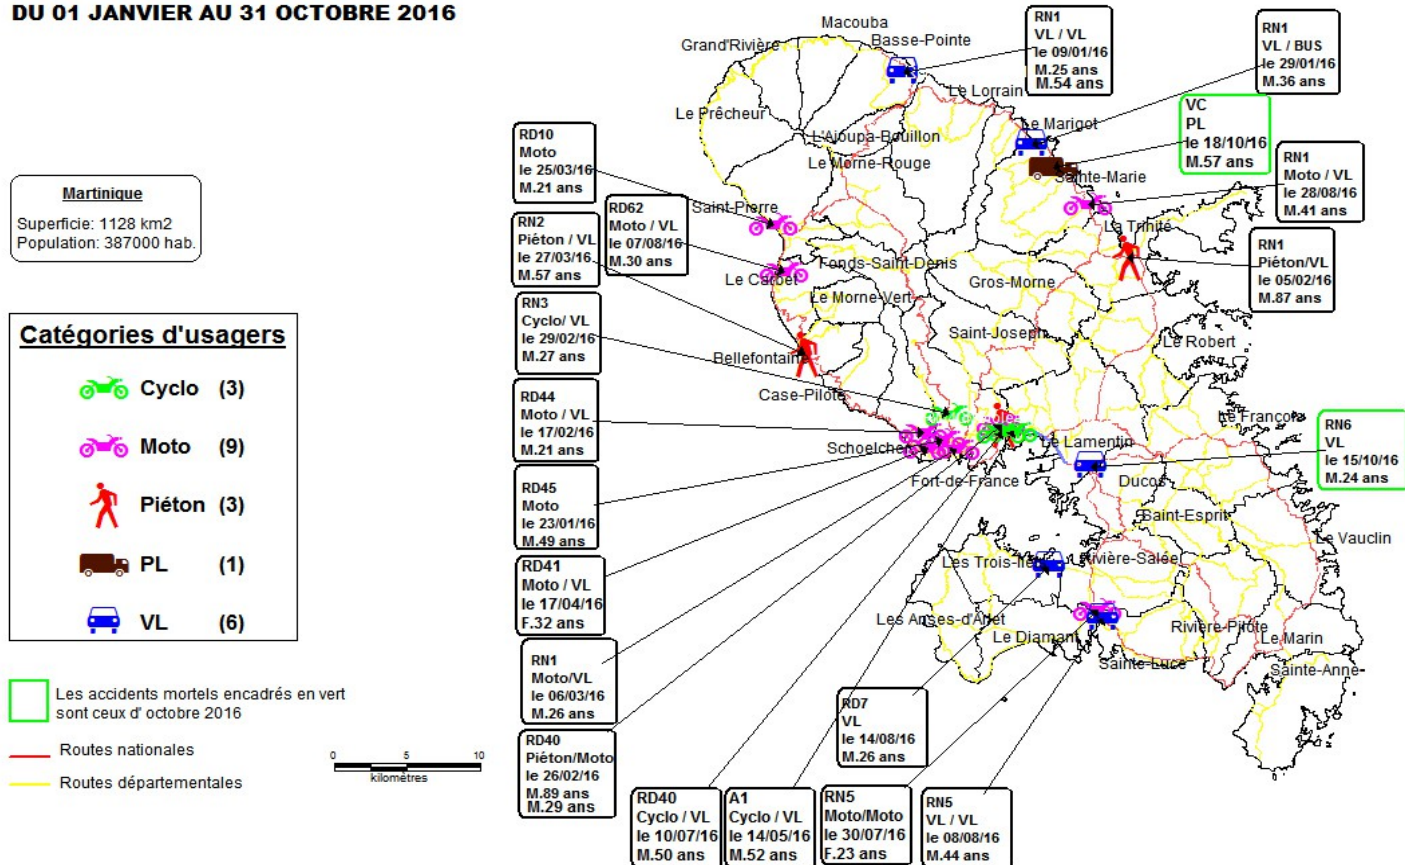 DU 01 JANVIER AU 31 OCTOBRE 2016
Martinique
Superficie: 1128 km2
Population: 387000 hab.
Catégories d'usagers
Cyclo (3)
Moto (9)
Piéton (3)
PL (1)
VL (6)
Les accidents mortels encadrés en vert
sont ceux d' octobre 2016
Routes nationales
Routes départementales
0 5 10
kilomètres
RD10
Moto
le 25/03/16
M.21 ans
RN2
Piéton / VL
le 27/03/16
M.57 ans
RD62
Moto / VL
le 07/08/16
M.30 ans
RN3
Cyclo/ VL
le 29/02/16
M.27 ans
RD44
Moto / VL
le 17/02/16
M.21 ans
RD45
Moto
le 23/01/16
M.49 ans
RD41
Moto / VL
le 17/04/16
F.32 ans
RN1
Moto/VL
le 06/03/16
M.26 ans
RD40
Piéton/Moto
le 26/02/16
M.89 ans
M.29 ans
RD40
Cyclo / VL
le 10/07/16
M.50 ans
A1
Cyclo / VL
le 14/05/16
M.52 ans
RN5
Moto/Moto
le 30/07/16
F.23 ans
RN5
VL / VL
le 08/08/16
M.44 ans
RD7
VL
le 14/08/16
M.26 ans
RN1
VL / VL
le 09/01/16
M.25 ans
M.54 ans
RN1
VL / BUS
le 29/01/16
M.36 ans
VC
PL
le 18/10/16
M.57 ans
RN1
Moto / VL
le 28/08/16
M.41 ans
RN1
Piéton/VL
le 05/02/16
M.87 ans
RN6
VL
le 15/10/16
M.24 ans
Macouba
Grand'Rivière
Basse-Pointe
Le Lorrain
Le Prêcheur
Le Marigot
L'Ajoupa-Bouillon
Le Morne-Rouge
Sainte-Marie
Saint-Pierre
La Trinité
Fonds-Saint-Denis
Le Carbet
Gros-Morne
Le Morne-Vert
Saint-Joseph
Le Robert
Bellefontaine
Case-Pilote
Le François
Schoelcher
Le Lamentin
Fort-de-France
Ducos
Saint-Esprit
Le Vauclin
Les Trois-Ilets
Rivière-Salée
Les Anses-d'Arlet
Le Diamant
Rivière-Pilote
Le Marin
Sainte-Luce
Sainte-Anne